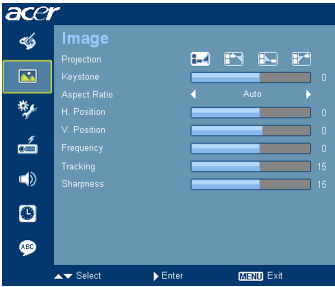 acer
Image
Projection
Keystone 0
Aspect Ratio Auto
H. Position 0
V. Position 0
Frequency 0
Tracking 15
Sharpness 15
ABC
Select Enter MENU Exit